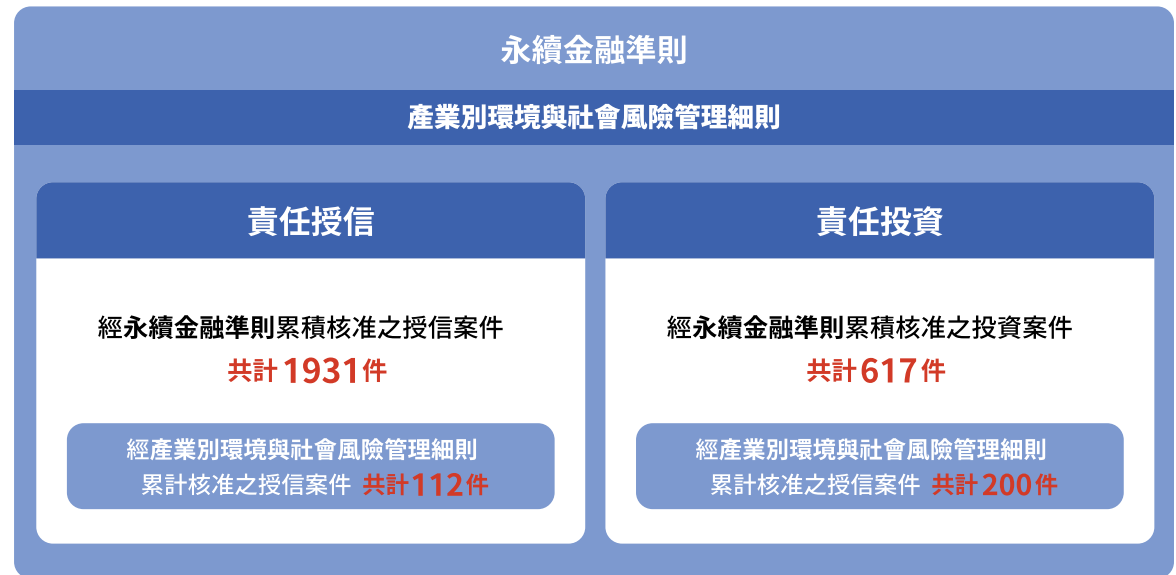 永續金融準則
產業別環境與社會風險管理細則
責任授信
經永續金融準則累積核准之授信案件
共計1931件
經產業別環境與社會風險管理細則
累計核准之授信案件 共計112件
責任投資
經永續金融準則累積核准之投資案件
共計617件
經產業別環境與社會風險管理細則
累計核准之授信案件 共計200件